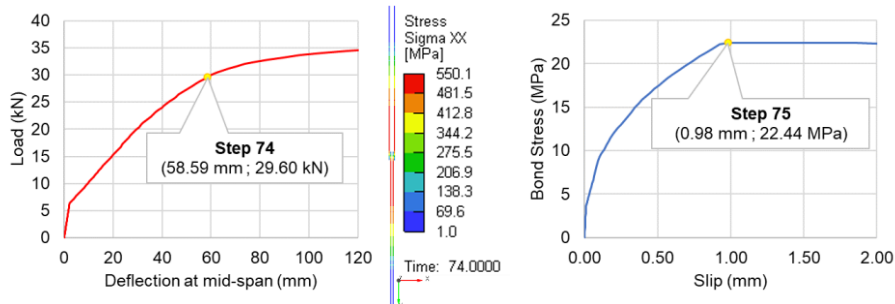 40
35
30
25
20
15
10
5
0
Load (kN)
Step 74
(58.59 mm ; 29.60 kN)
0 20 40 60 80 100 120
Deflection at mid-span (mm)
Stress
Sigma XX
[MPa]
550.1
481.5
412.8
344.2
275.5
206.9
138.3
69.6
1.0
Time: 74.0000
x
25
20
15
10
5
0
Bond Stress (MPa)
Step 75
(0.98 mm ; 22.44 MPa)
0.00 0.50 1.00 1.50 2.00
Slip (mm)